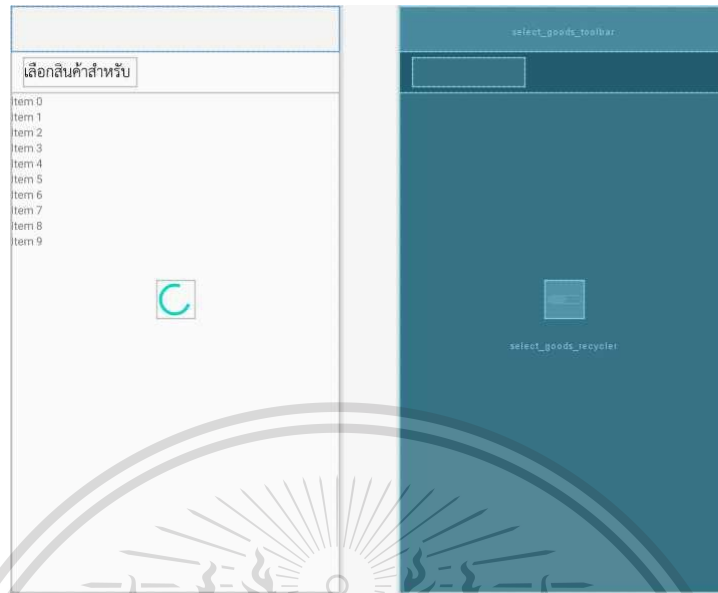 select_goods_toolbar
เลือกสินค้าสำหรับ
Item 0
Item 1
Item 2
Item 3
Item 4
Item 5
Item 6
Item 7
Item 8
Item 9
select_goods_recycler